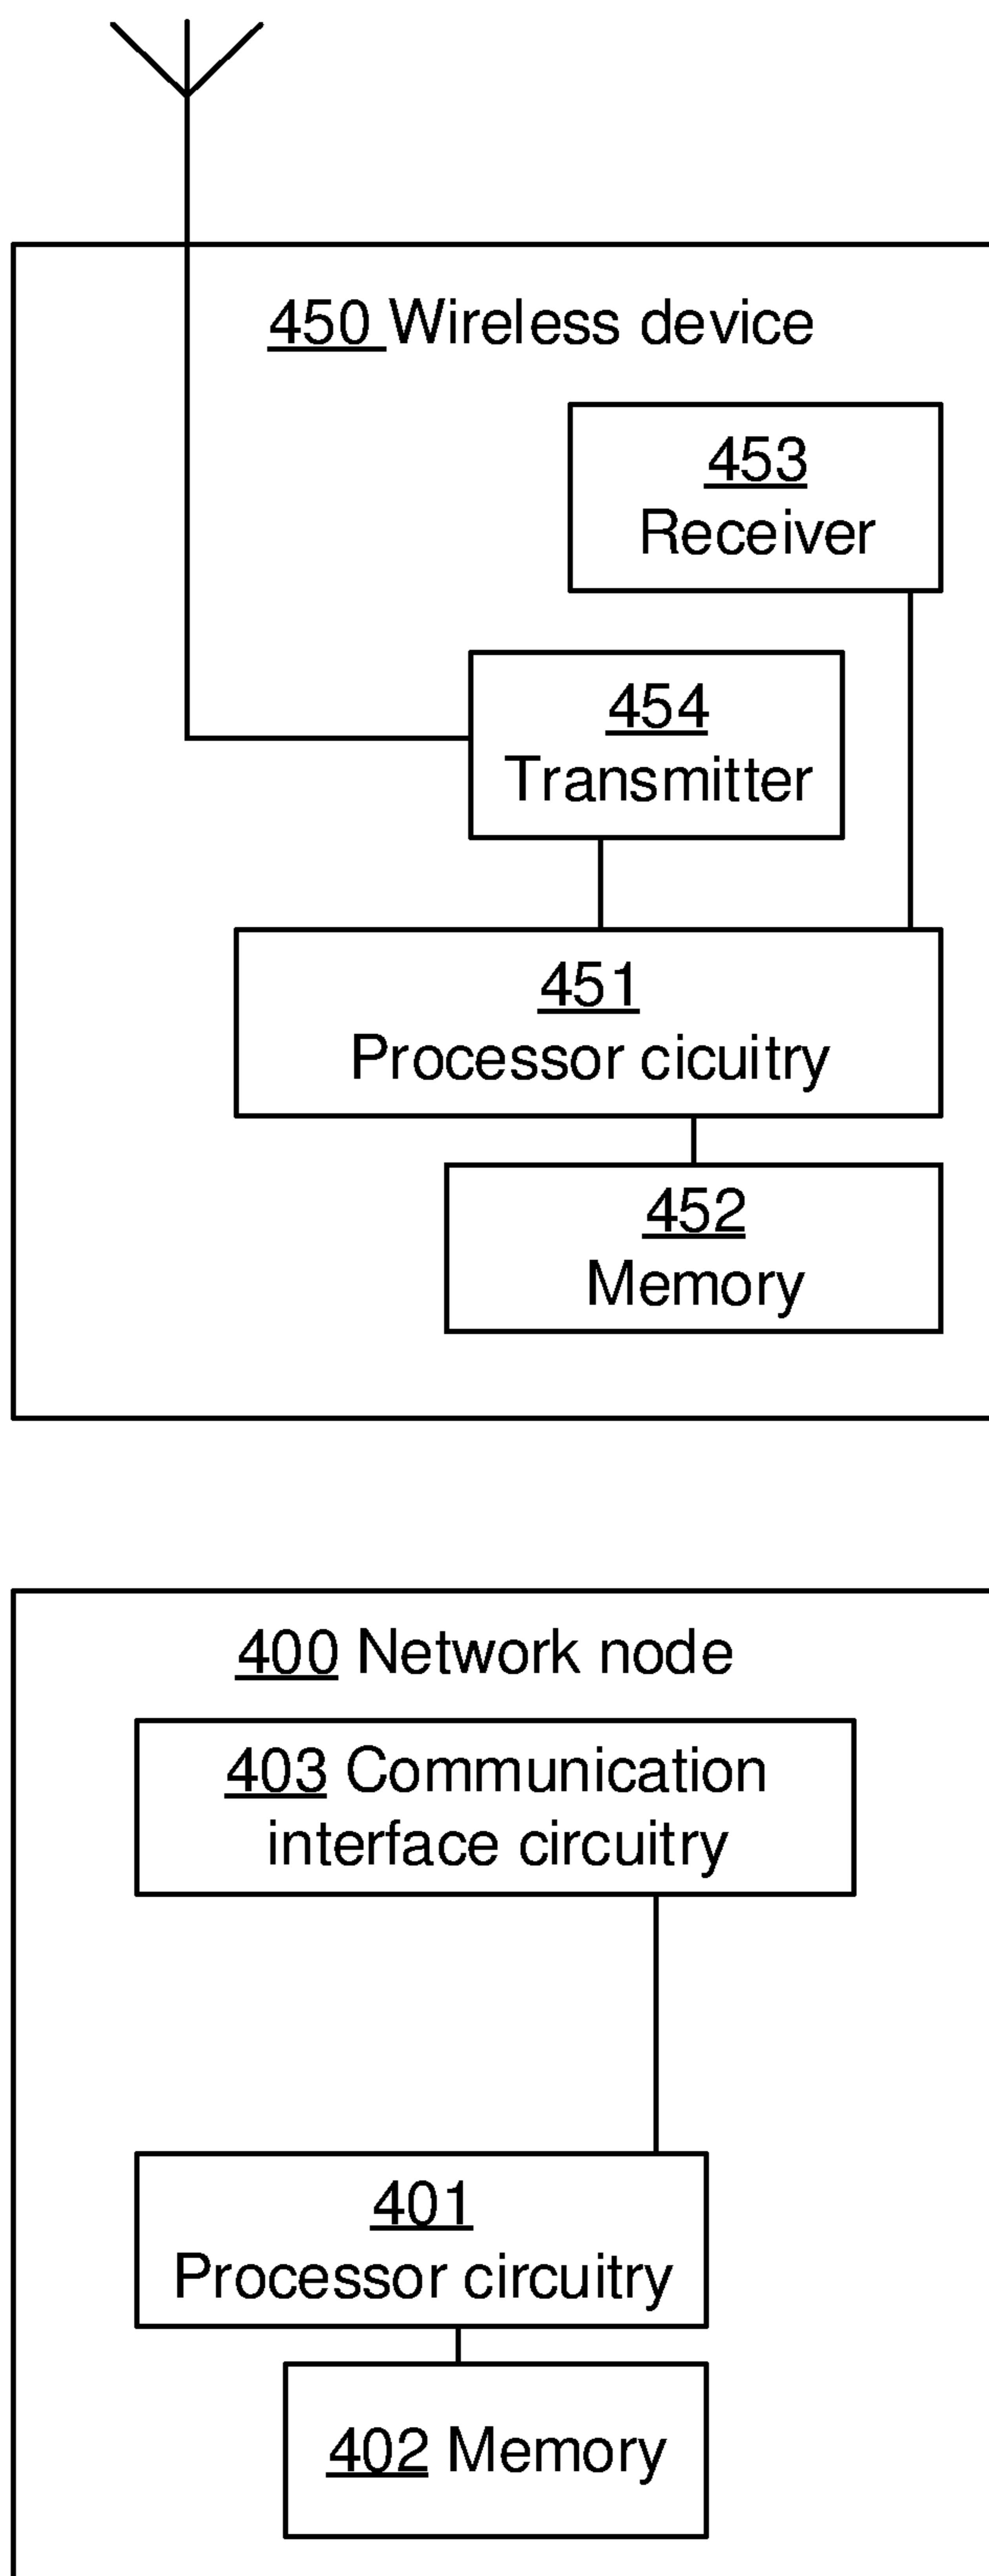 450 Wireless device
453
Receiver
454
Transmitter
451
Processor cicuitry
452
Memory
400 Network node
403 Communication
interface circuitry
401
Processor circuitry
402 Memory